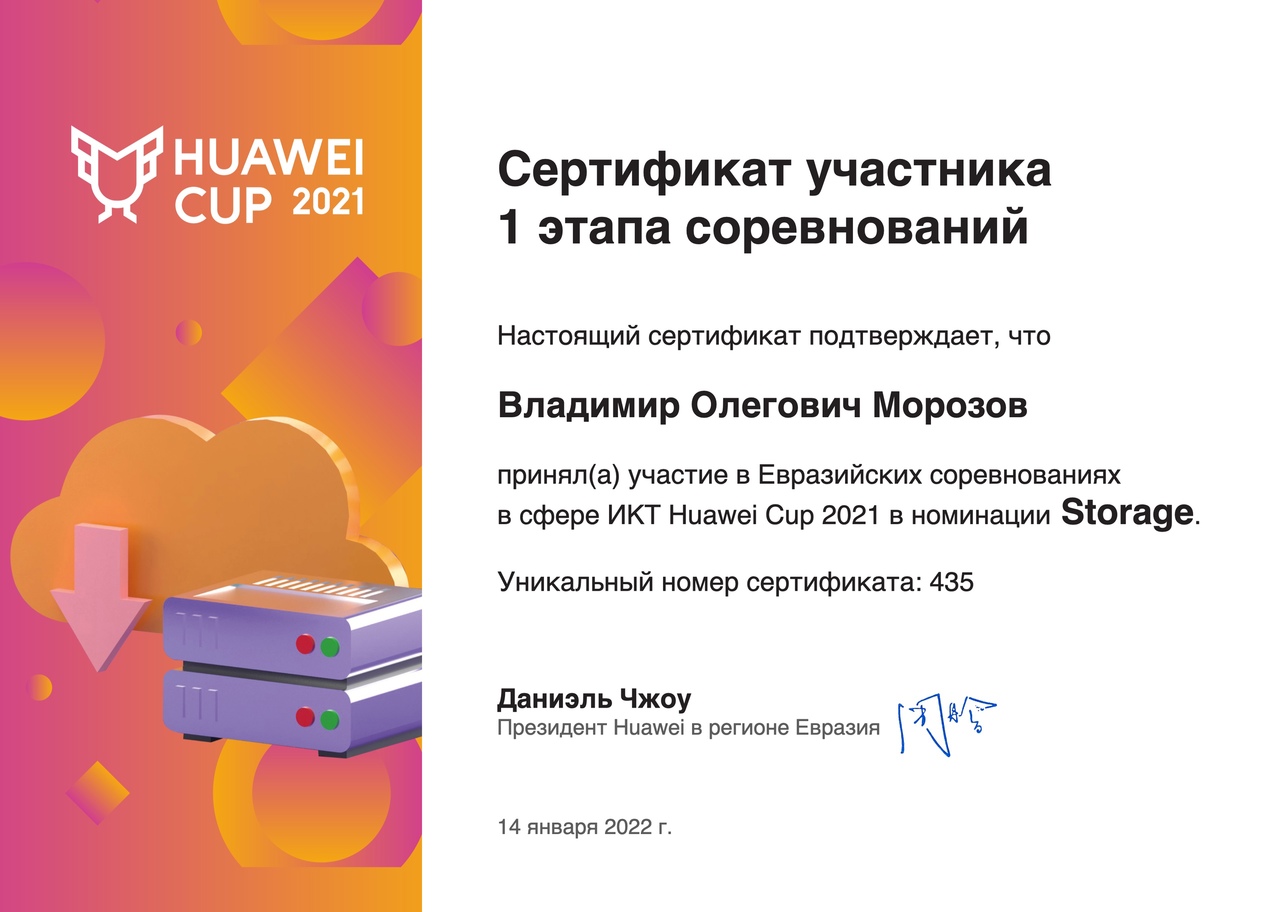 HUAWEI
CUP 2021
Сертификат участника
1 этапа соревнований
Настоящий сертификат подтверждает, что
Владимир Олегович Морозов
принял(а) участие в Евразийских соревнованиях
в сфере ИКТ Huawei Cup 2021 в номинации Storage.
Уникальный номер сертификата: 435
Даниэль Чжоу
Президент Huawei в регионе Евразия
14 января 2022 г.